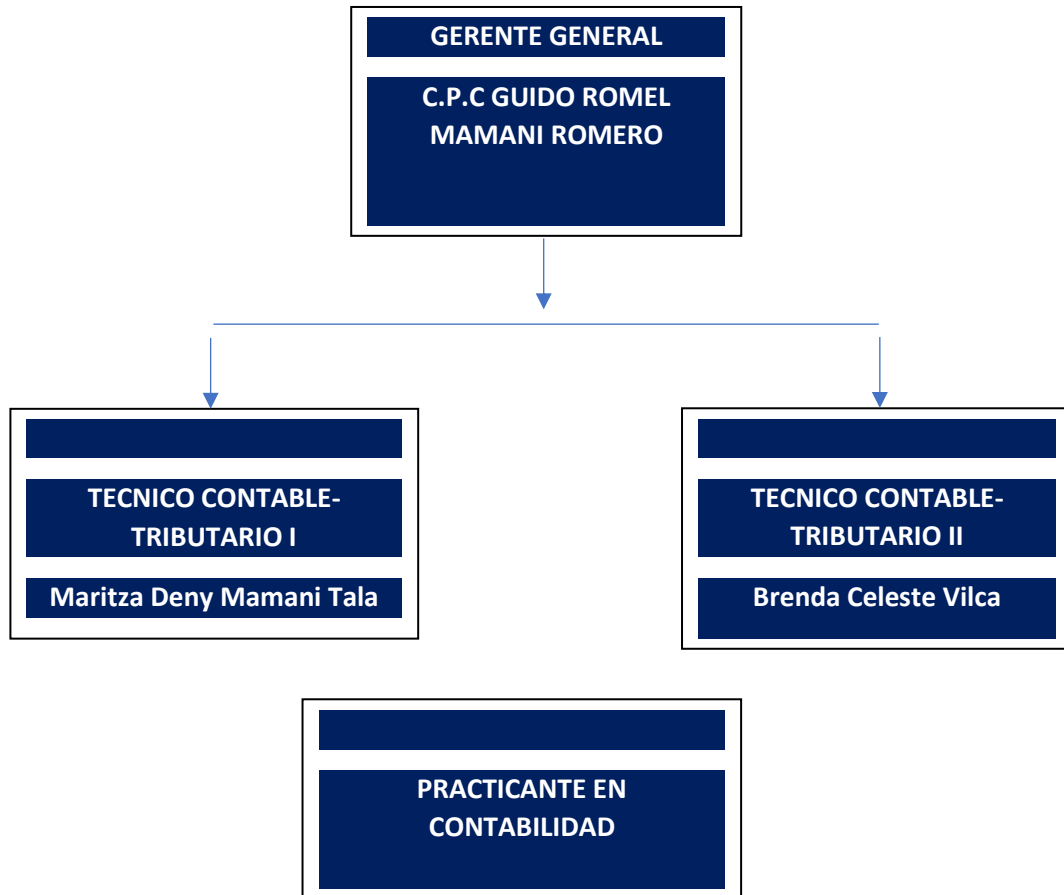 GERENTE GENERAL
C.P.C GUIDO ROMEL
MAMANI ROMERO
TECNICO CONTABLE-
TRIBUTARIO I
Maritza Deny Mamani Tala
TECNICO CONTABLE-
TRIBUTARIO II
Brenda Celeste Vilca
PRACTICANTE EN
CONTABILIDAD